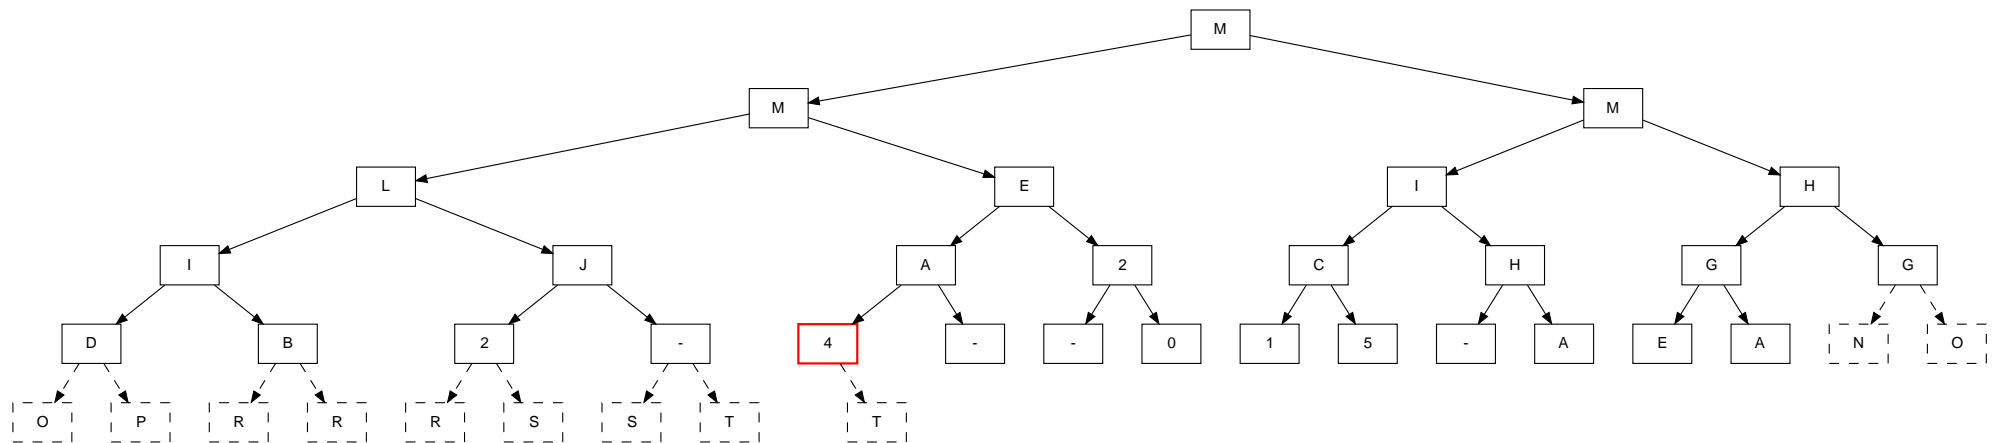 M
M M
L E I H
I J A 2 C H G G
D B 2 - 4 - - 0 1 5 - A E A N O
O P R R R S S T T